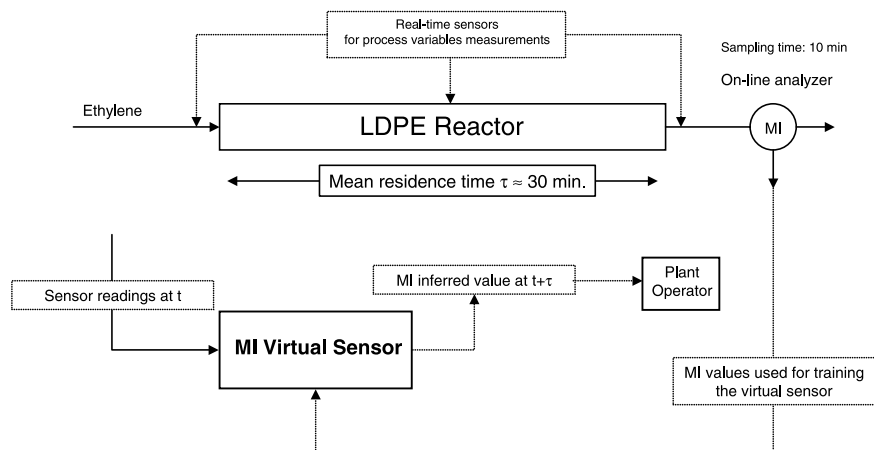 Real-time sensors
for process variables measurements
Sampling time: 10 min
On-line analyzer
Ethylene
LDPE Reactor
MI
Mean residence time τ ≈ 30 min.
MI inferred value at t+τ
Plant
Operator
Sensor readings at t
MI Virtual Sensor
MI values used for training
the virtual sensor